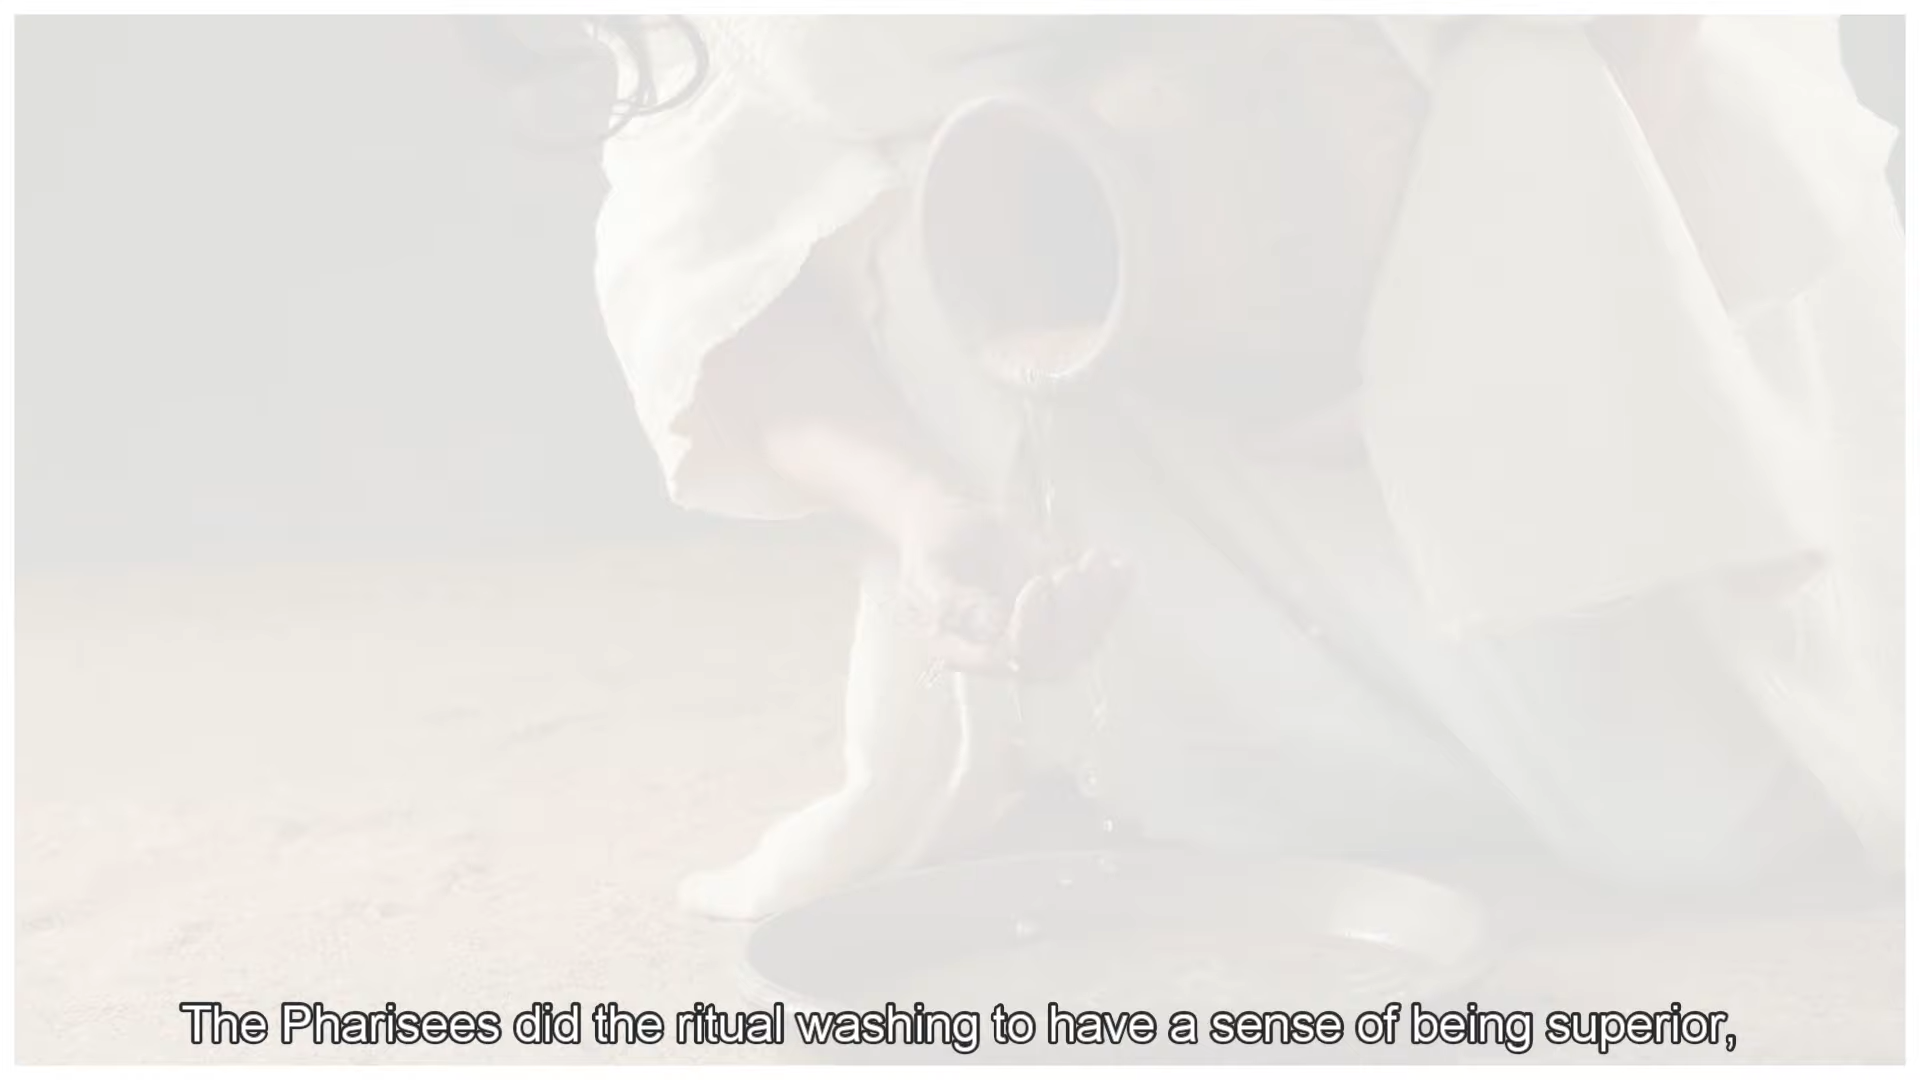 The Pharisees did the ritual washing to have a sense of being superior,